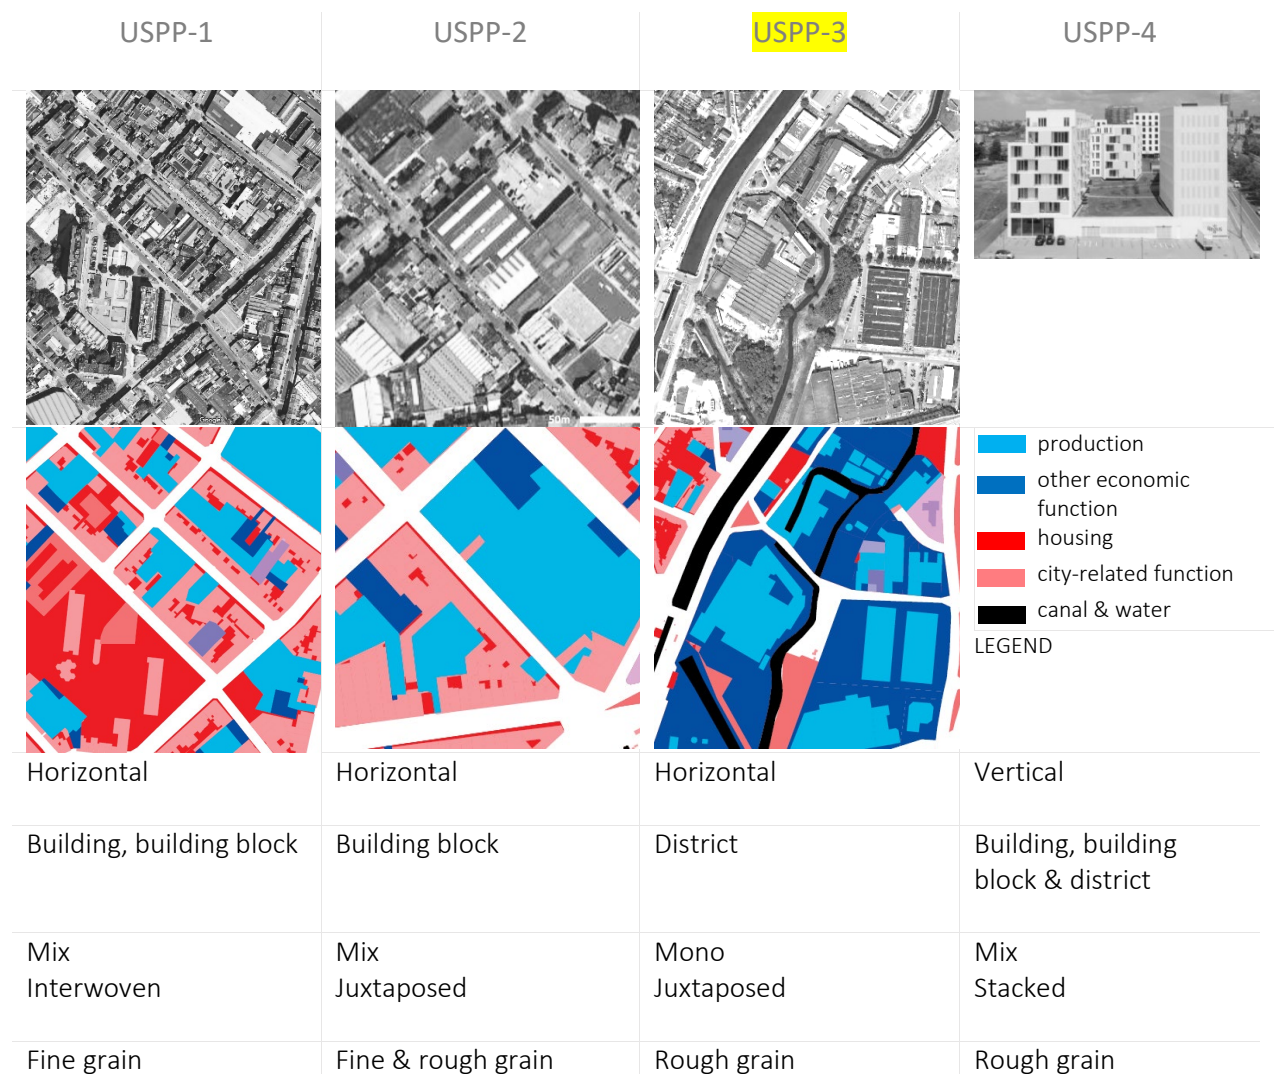 USPP-1
USPP-2
USPP-3
USPP-4
Google
50m
production
other economic
function
housing
city-related function
canal & water
LEGEND
Horizontal
Horizontal
Horizontal
Vertical
Building, building block
Building block
District
Building, building
block & district
Mix
Interwoven
Mix
Juxtaposed
Mono
Juxtaposed
Mix
Stacked
Fine grain
Fine & rough grain
Rough grain
Rough grain